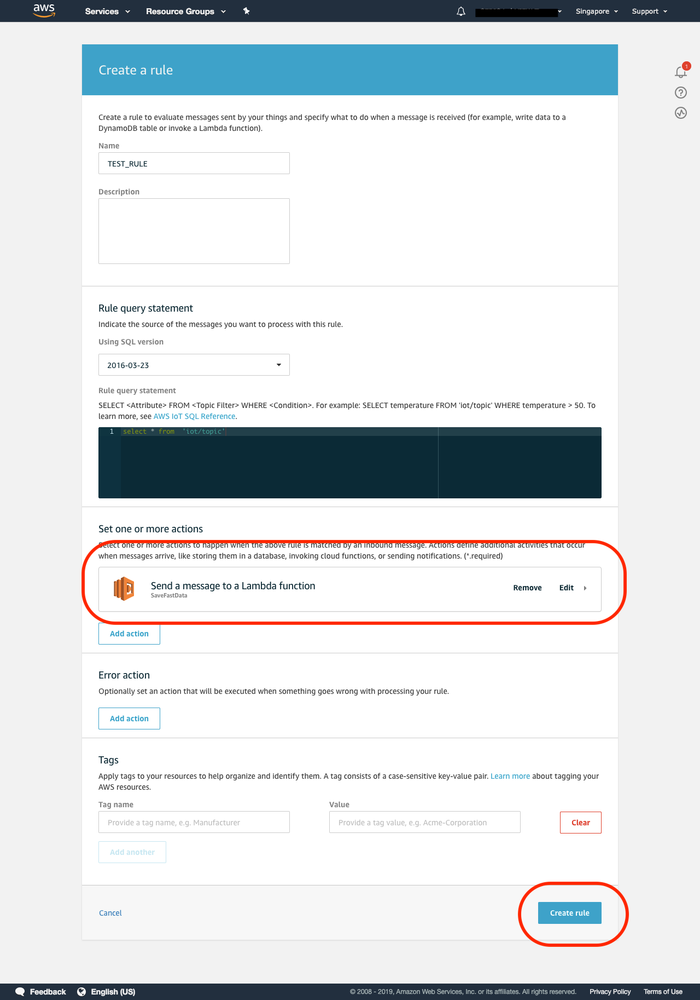 aws Services Resource Groups Singapore Support
Create a rule
1
Create a rule to evaluate messages sent by your things and specify what to do when a message is received (for example, write data to a
DynamoDB table or invoke a Lambda function).
Name
TEST_RULE
Description
Rule query statement
Indicate the source of the messages you want to process with this rule.
Using SQL version
2016-03-23
Rule query statement
SELECT <Attribute> FROM <Topic Filter> WHERE <Condition>. For example: SELECT temperature FROM 'iot/topic' WHERE temperature > 50. To
learn more, see AWS IoT SQL Reference.
1 select * from  'iot/topic'
Set one or more actions
Select one or more actions to happen when the above rule is matched by an inbound message. Actions define additional activities that occur
when messages arrive, like storing them in a database, invoking cloud functions, or sending notifications. (*.required)
Send a message to a Lambda function
SaveFastData
Remove Edit
Add action
Error action
Optionally set an action that will be executed when something goes wrong with processing your rule.
Add action
Tags
Apply tags to your resources to help organize and identify them. A tag consists of a case-sensitive key-value pair. Learn more about tagging your
AWS resources.
Tag name Value
Provide a tag name, e.g. Manufacturer Provide a tag value, e.g. Acme-Corporation Clear
Add another
Cancel Create rule
Feedback English (US) © 2008 - 2019, Amazon Web Services, Inc. or its affiliates. All rights reserved. Privacy Policy Terms of Use